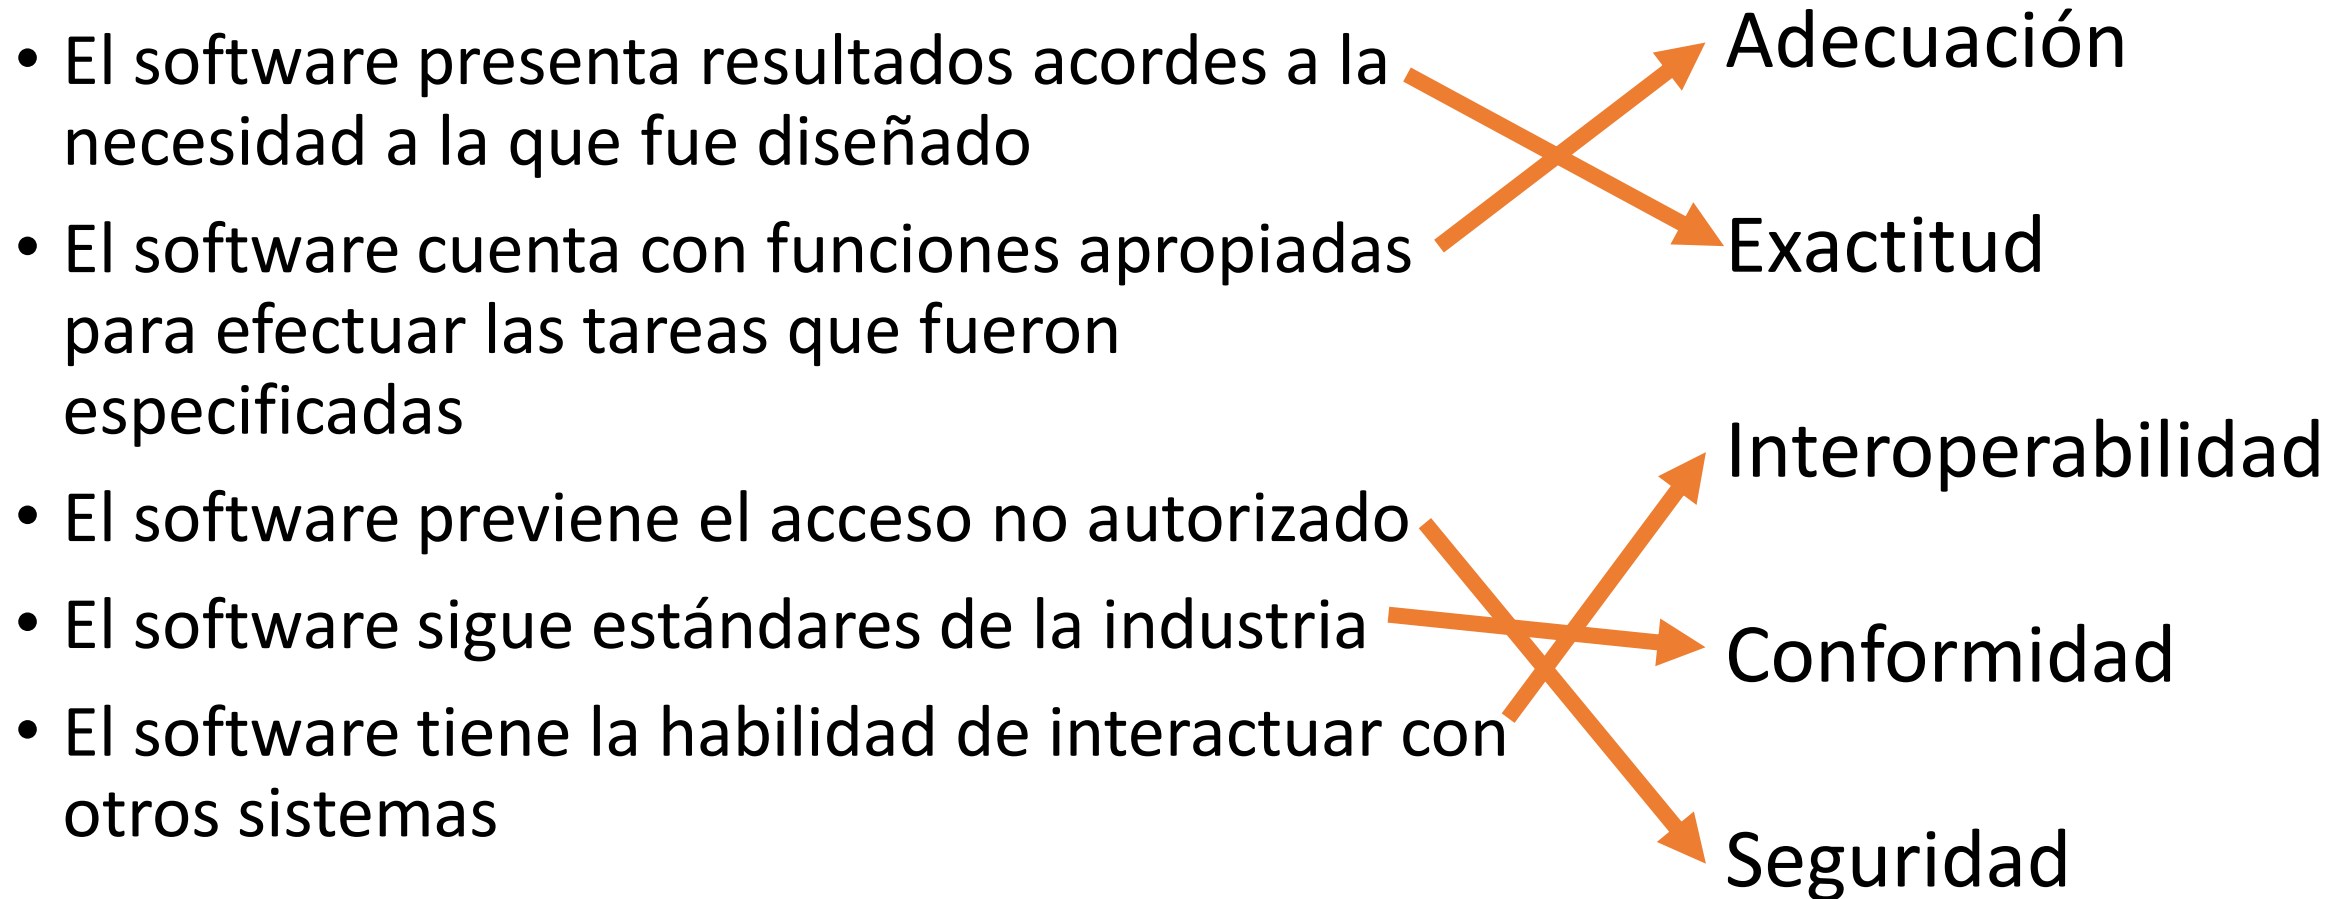 • El software presenta resultados acordes a la
necesidad a la que fue diseñado
• El software cuenta con funciones apropiadas
para efectuar las tareas que fueron
especificadas
• El software previene el acceso no autorizado
• El software sigue estándares de la industria
• El software tiene la habilidad de interactuar con
otros sistemas
Adecuación
Exactitud
Interoperabilidad
Conformidad
Seguridad